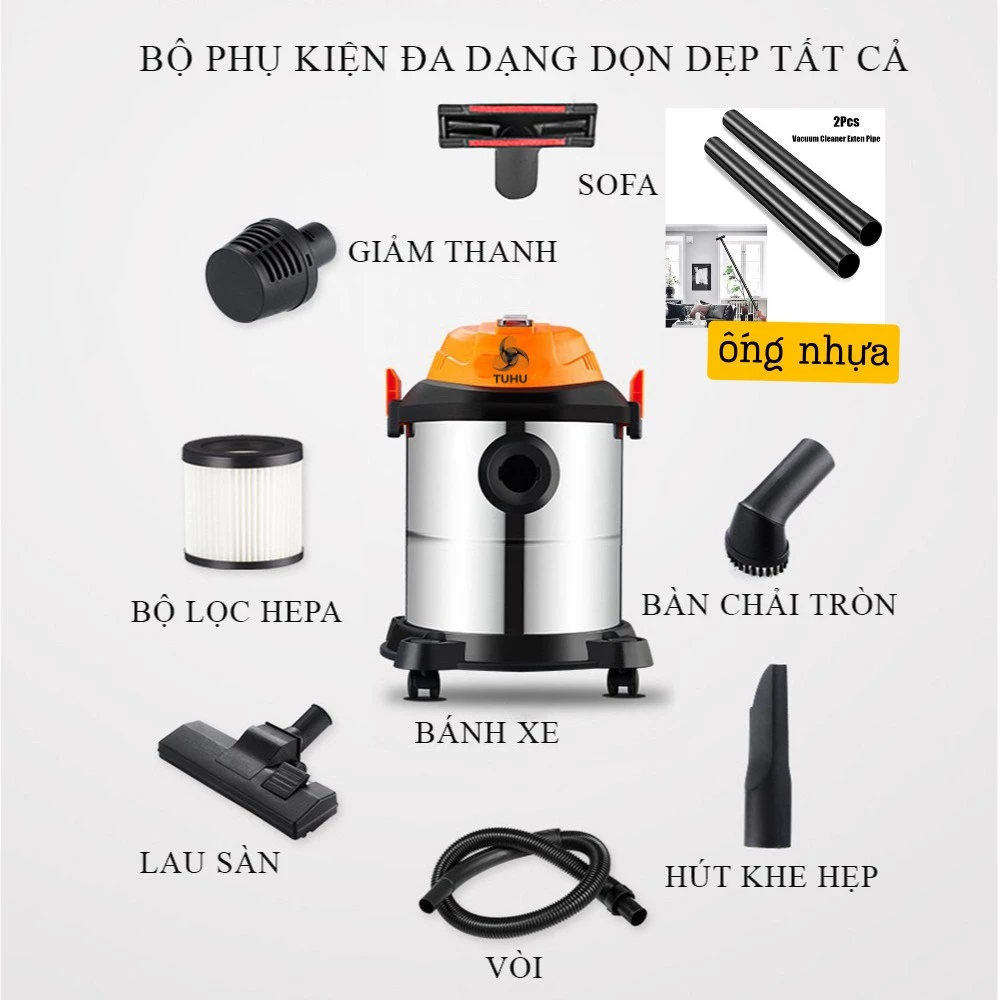 BỘ PHỤ KIỆN ĐA DẠNG DỌN DẸP TẤT CẢ
SOFA
2Pcs
Vacuum Cleaner Exten Pipe
GIẢM THANH
ống nhựa
TUHU
BỘ LỌC HEPA
BÀN CHẢI TRÒN
BÁNH XE
LAU SÀN
HÚT KHE HẸP
VÒI